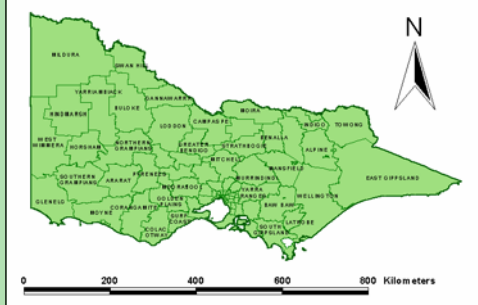 N
MILDURA
SWAN HILL
YARRIAMBIACK
GANNAWARRA
BULOKE
HINDMARSH
MOIRA
CAMPASPE
LODDON
INDIGO
TOWONG
WEST
WIMMERA
HORSHAM
NORTHERN
GRAMPIANS
GREATER
BENDIGO
STRATHBOGIE
BENALLA
ALPINE
MITCHELL
MANSFIELD
PYRENEES
SOUTHERN
GRAMPIANS
ARARAT
MURRINDINDI
EAST GIPPSLAND
MOORABOOL
YARRA
RANGES
WELLINGTON
GLENELG
GOLDEN
PLAINS
BAW BAW
MOYNE
CORANGAMITE
SURF
COAST
LATROBE
COLAC
OTWAY
SOUTH
GIPPSLAND
0 200 400 600 800 Kilometers